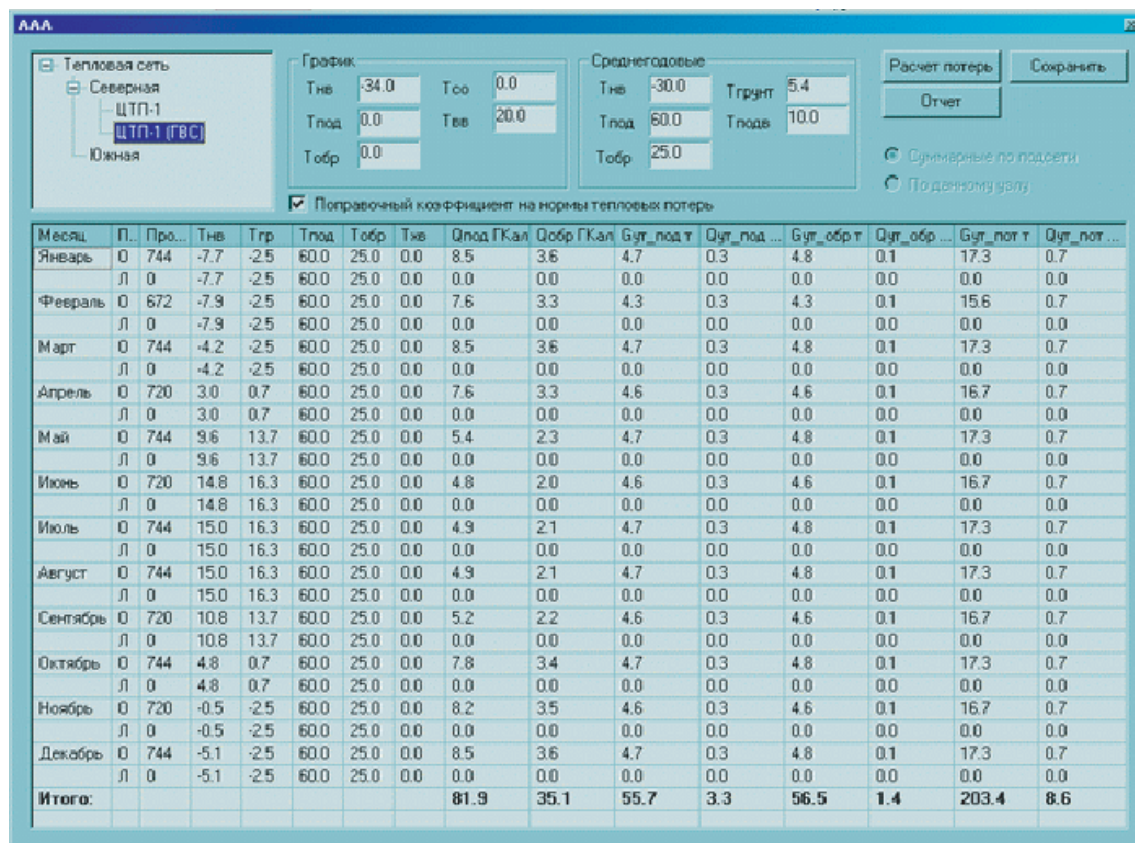 А.А.А.
Тепловая сеть
Северная
ЦТП-1
ЦТП-1 (ГВС)
Южная
График
Тнв -34.0 Тсо 0.0
Тпод 0.0 Твв 20.0
Тобр 0.0
Среднегодовые
Тнв -30.0 Тгрунт 5.4
Тпод 60.0 Тподв 10.0
Тобр 25.0
Расчет потерь Сохранить
Отчет
Суммарные по подсети
По данному узлу
Поправочный коэффициент на нормы тепловых потерь
Месяц П.. Про... Тнв Тгр Тпод Тобр Тхв Qпод ГКал Qобр ГКал Gут_под т Qут_под ... Gут_обр т Qут_обр ... Gут_пот т Qут_пот ...
Январь О 744 -7.7 -2.5 60.0 25.0 0.0 8.5 3.6 4.7 0.3 4.8 0.1 17.3 0.7
Л 0 -7.7 -2.5 60.0 25.0 0.0 0.0 0.0 0.0 0.0 0.0 0.0 0.0 0.0
Февраль О 672 -7.9 -2.5 60.0 25.0 0.0 7.6 3.3 4.3 0.3 4.3 0.1 15.6 0.7
Л 0 -7.9 -2.5 60.0 25.0 0.0 0.0 0.0 0.0 0.0 0.0 0.0 0.0 0.0
Март О 744 -4.2 -2.5 60.0 25.0 0.0 8.5 3.6 4.7 0.3 4.8 0.1 17.3 0.7
Л 0 -4.2 -2.5 60.0 25.0 0.0 0.0 0.0 0.0 0.0 0.0 0.0 0.0 0.0
Апрель О 720 3.0 0.7 60.0 25.0 0.0 7.6 3.3 4.6 0.3 4.6 0.1 16.7 0.7
Л 0 3.0 0.7 60.0 25.0 0.0 0.0 0.0 0.0 0.0 0.0 0.0 0.0 0.0
Май О 744 9.6 13.7 60.0 25.0 0.0 5.4 2.3 4.7 0.3 4.8 0.1 17.3 0.7
Л 0 9.6 13.7 60.0 25.0 0.0 0.0 0.0 0.0 0.0 0.0 0.0 0.0 0.0
Июнь О 720 14.8 16.3 60.0 25.0 0.0 4.8 2.0 4.6 0.3 4.6 0.1 16.7 0.7
Л 0 14.8 16.3 60.0 25.0 0.0 0.0 0.0 0.0 0.0 0.0 0.0 0.0 0.0
Июль О 744 15.0 16.3 60.0 25.0 0.0 4.9 2.1 4.7 0.3 4.8 0.1 17.3 0.7
Л 0 15.0 16.3 60.0 25.0 0.0 0.0 0.0 0.0 0.0 0.0 0.0 0.0 0.0
Август О 744 15.0 16.3 60.0 25.0 0.0 4.9 2.1 4.7 0.3 4.8 0.1 17.3 0.7
Л 0 15.0 16.3 60.0 25.0 0.0 0.0 0.0 0.0 0.0 0.0 0.0 0.0 0.0
Сентябрь О 720 10.8 13.7 60.0 25.0 0.0 5.2 2.2 4.6 0.3 4.6 0.1 16.7 0.7
Л 0 10.8 13.7 60.0 25.0 0.0 0.0 0.0 0.0 0.0 0.0 0.0 0.0 0.0
Октябрь О 744 4.8 0.7 60.0 25.0 0.0 7.8 3.4 4.7 0.3 4.8 0.1 17.3 0.7
Л 0 4.8 0.7 60.0 25.0 0.0 0.0 0.0 0.0 0.0 0.0 0.0 0.0 0.0
Ноябрь О 720 -0.5 -2.5 60.0 25.0 0.0 8.2 3.5 4.6 0.3 4.6 0.1 16.7 0.7
Л 0 -0.5 -2.5 60.0 25.0 0.0 0.0 0.0 0.0 0.0 0.0 0.0 0.0 0.0
Декабрь О 744 -5.1 -2.5 60.0 25.0 0.0 8.5 3.6 4.7 0.3 4.8 0.1 17.3 0.7
Л 0 -5.1 -2.5 60.0 25.0 0.0 0.0 0.0 0.0 0.0 0.0 0.0 0.0 0.0
Итого: 81.9 35.1 55.7 3.3 56.5 1.4 203.4 8.6